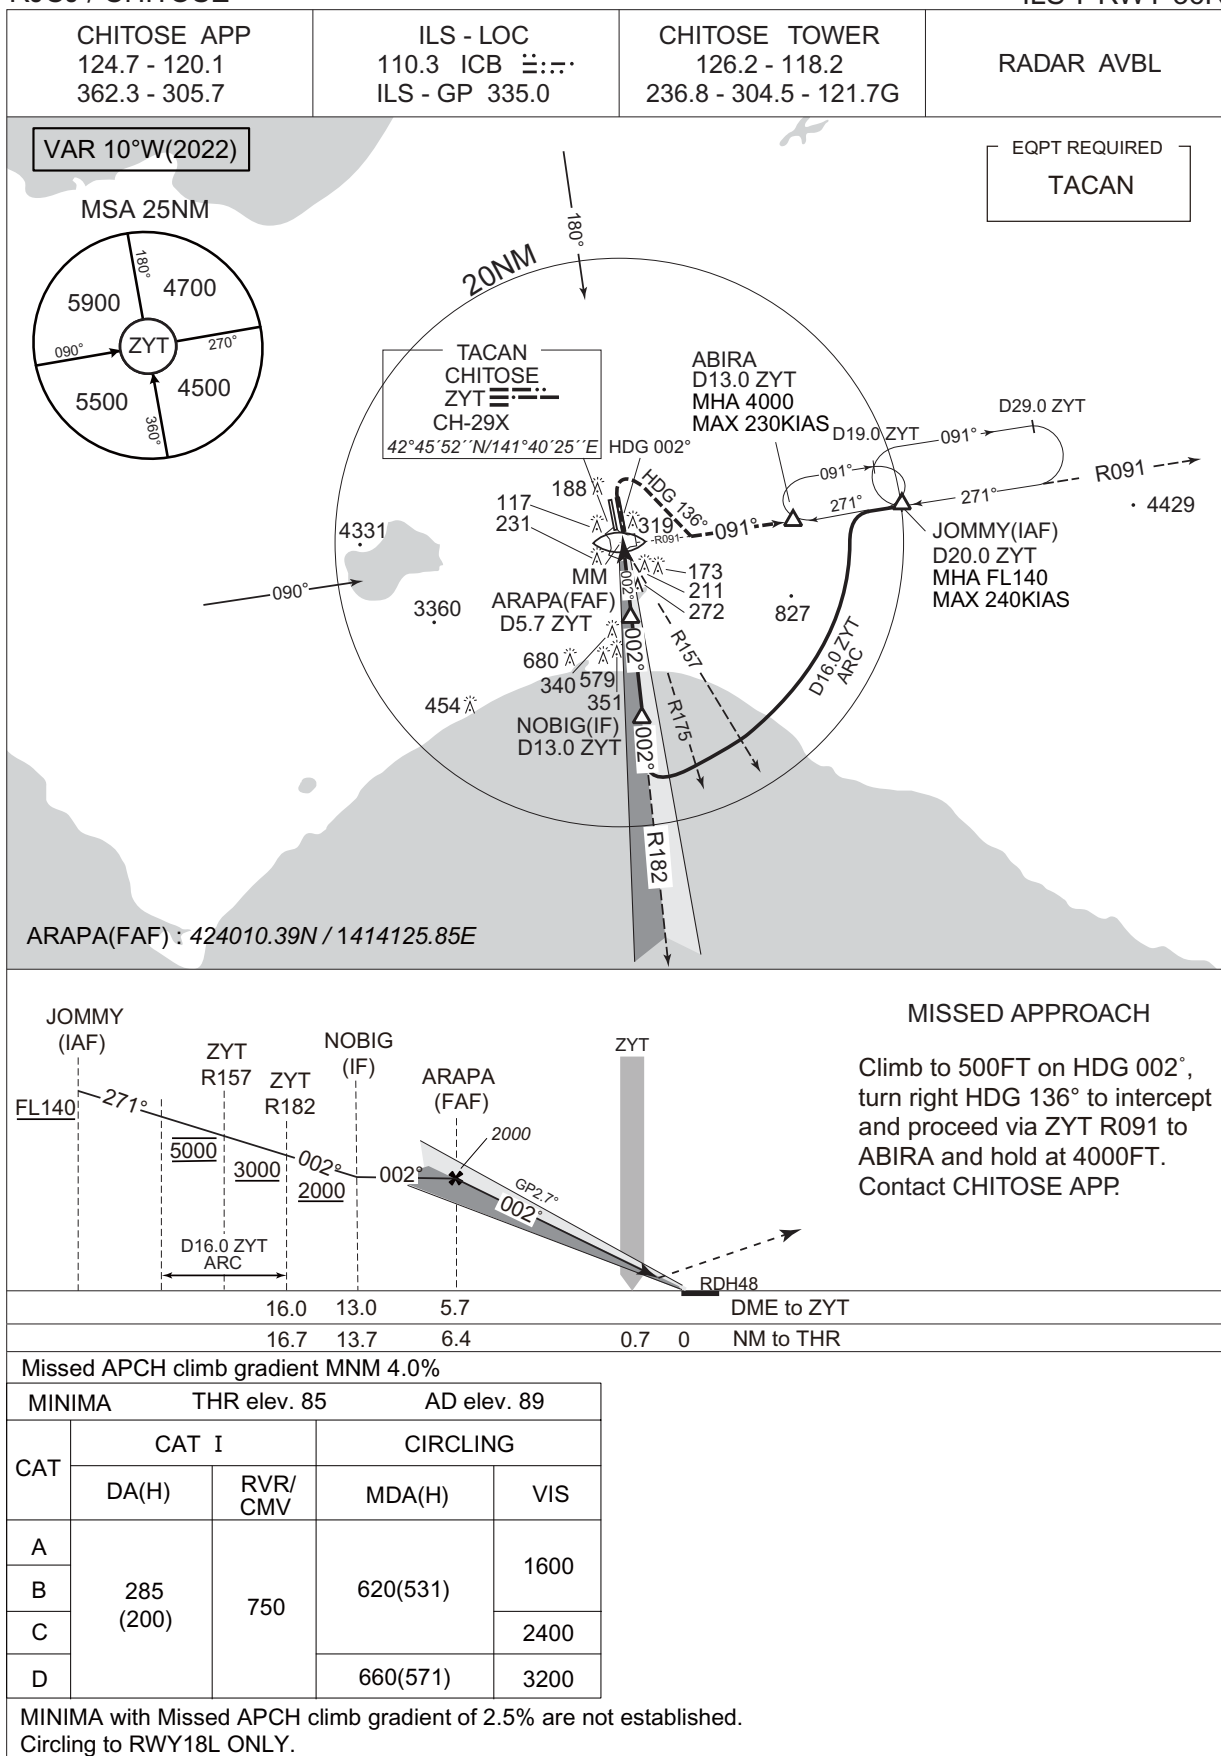 CHITOSE APP
124.7 - 120.1
362.3 - 305.7
ILS - LOC
110.3 ICB
ILS - GP 335.0
CHITOSE TOWER
126.2 - 118.2
236.8 - 304.5 - 121.7G
RADAR AVBL
VAR 10°W(2022)
EQPT REQUIRED
TACAN
MSA 25NM
180°
5900
4700
090°
ZYT
270°
5500
4500
360°
180°
20NM
TACAN
CHITOSE
ZYT
CH-29X
42°45´52´´N/141°40´25´´E
HDG 002°
HDG 136°
ABIRA
D13.0 ZYT
MHA 4000
MAX 230KIAS
D19.0 ZYT
D29.0 ZYT
091°
091°
271°
271°
R091
4429
188
117
231
319
R091
091°
4331
JOMMY(IAF)
D20.0 ZYT
MHA FL140
MAX 240KIAS
MM
173
211
272
090°
002°
ARAPA(FAF)
D5.7 ZYT
3360
827
002°
R157
680
340
579
351
D16.0 ZYT
ARC
454
NOBIG(IF)
D13.0 ZYT
R175
002°
R182
ARAPA(FAF) : 424010.39N / 1414125.85E
JOMMY
(IAF)
ZYT
R157
ZYT
R182
NOBIG
(IF)
ARAPA
(FAF)
ZYT
MISSED APPROACH
Climb to 500FT on HDG 002°,
turn right HDG 136° to intercept
and proceed via ZYT R091 to
ABIRA and hold at 4000FT.
Contact CHITOSE APP.
FL140
271°
5000
3000
002°
2000
002°
2000
GP2.7°
002°
D16.0 ZYT
ARC
RDH48
16.0 13.0 5.7 DME to ZYT
16.7 13.7 6.4 0.7 0 NM to THR
Missed APCH climb gradient MNM 4.0%
MINIMA THR elev. 85 AD elev. 89
CAT CAT I CIRCLING
DA(H) RVR/CMV MDA(H) VIS
A
B
C
D
285
(200)
750
620(531)
1600
2400
660(571) 3200
MINIMA with Missed APCH climb gradient of 2.5% are not established.
Circling to RWY18L ONLY.